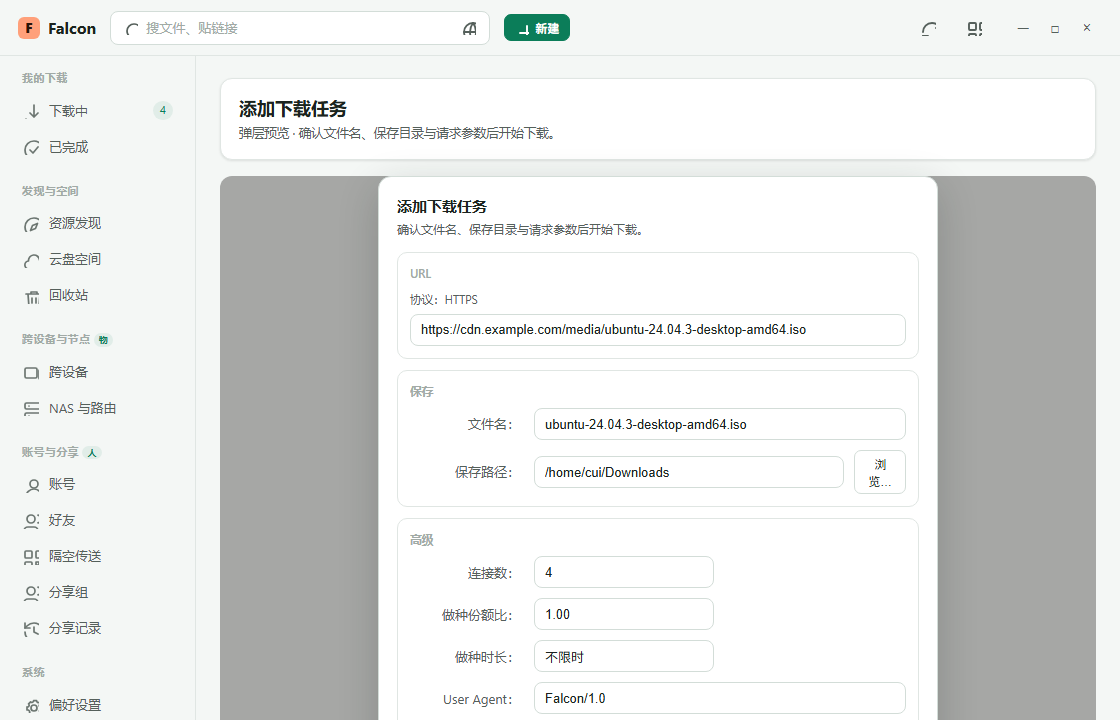 F Falcon
搜文件、贴链接
新建
我的下载
下载中 4
已完成
发现与空间
资源发现
云盘空间
回收站
跨设备与节点 物
跨设备
NAS 与路由
账号与分享 人
账号
好友
隔空传送
分享组
分享记录
系统
偏好设置
添加下载任务
弹层预览 · 确认文件名、保存目录与请求参数后开始下载。
添加下载任务
确认文件名、保存目录与请求参数后开始下载。
URL
协议：HTTPS
https://cdn.example.com/media/ubuntu-24.04.3-desktop-amd64.iso
保存
文件名： ubuntu-24.04.3-desktop-amd64.iso
保存路径： /home/cui/Downloads
浏
览…
高级
连接数： 4
做种份额比： 1.00
做种时长： 不限时
User Agent： Falcon/1.0